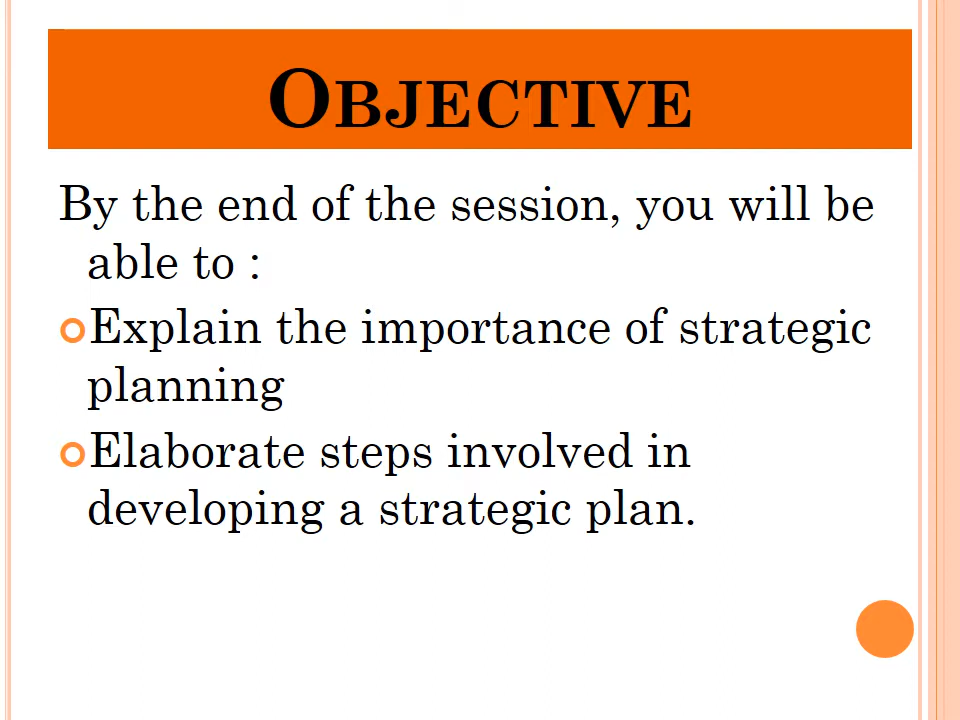 OBJECTIVE
By the end of the session, you will be
able to :
Explain the importance of strategic
planning
Elaborate steps involved in
developing a strategic plan.